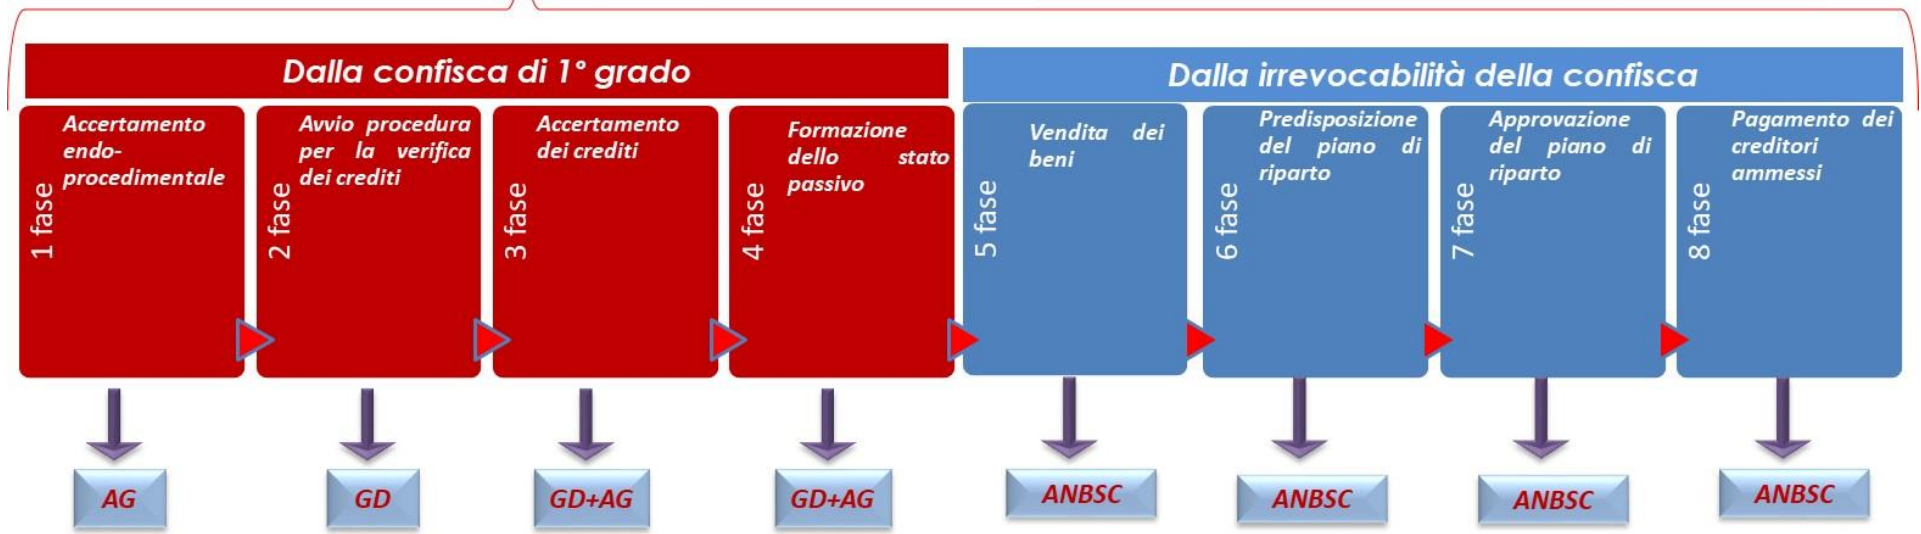 Dalla confisca di 1° grado
Dalla irrevocabilità della confisca
1 fase
Accertamento
endo-
procedimentale
2 fase
Avvio procedura
per la verifica
dei crediti
3 fase
Accertamento
dei crediti
4 fase
Formazione
dello stato
passivo
5 fase
Vendita dei
beni
6 fase
Predisposizione
del piano di
riparto
7 fase
Approvazione
del piano di
riparto
8 fase
Pagamento dei
creditori
ammessi
AG
GD
GD+AG
GD+AG
ANBSC
ANBSC
ANBSC
ANBSC